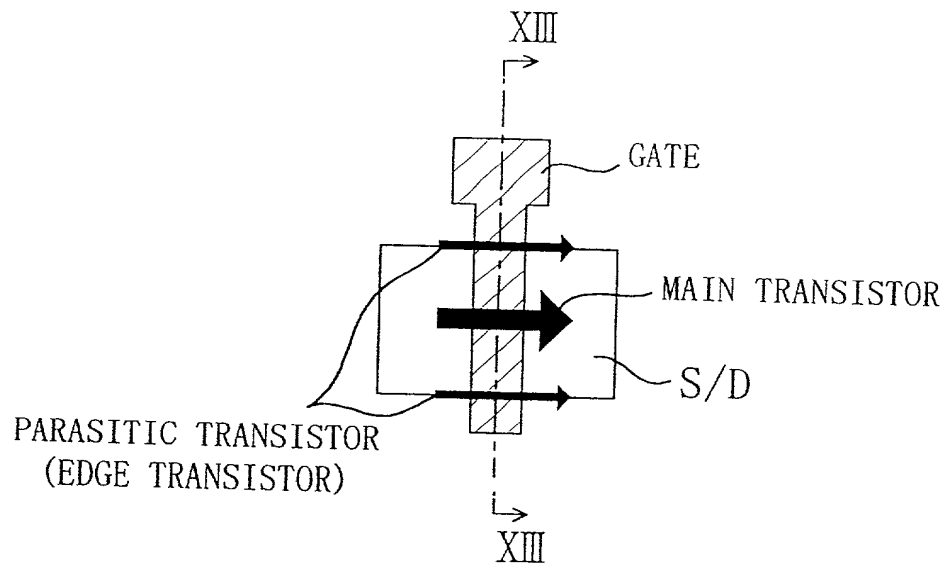 XIII
GATE
MAIN TRANSISTOR
S/D
PARASITIC TRANSISTOR
(EDGE TRANSISTOR)
XIII